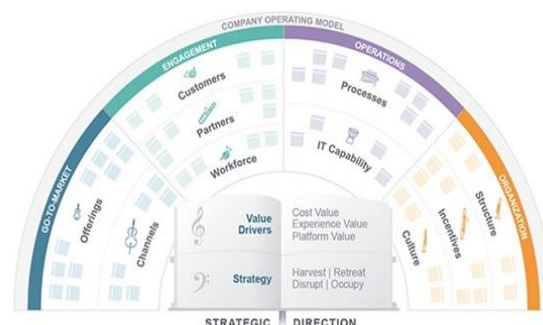 COMPANY OPERATING MODEL
GO-TO-MARKET
ENGAGEMENT
OPERATIONS
ORGANIZATION
Offerings
Channels
Customers
Partners
Workforce
Processes
IT Capability
Structure
Incentives
Culture
Value
Drivers
Cost Value
Experience Value
Platform Value
Strategy
Harvest | Retreat
Disrupt | Occupy
STRATEGIC DIRECTION